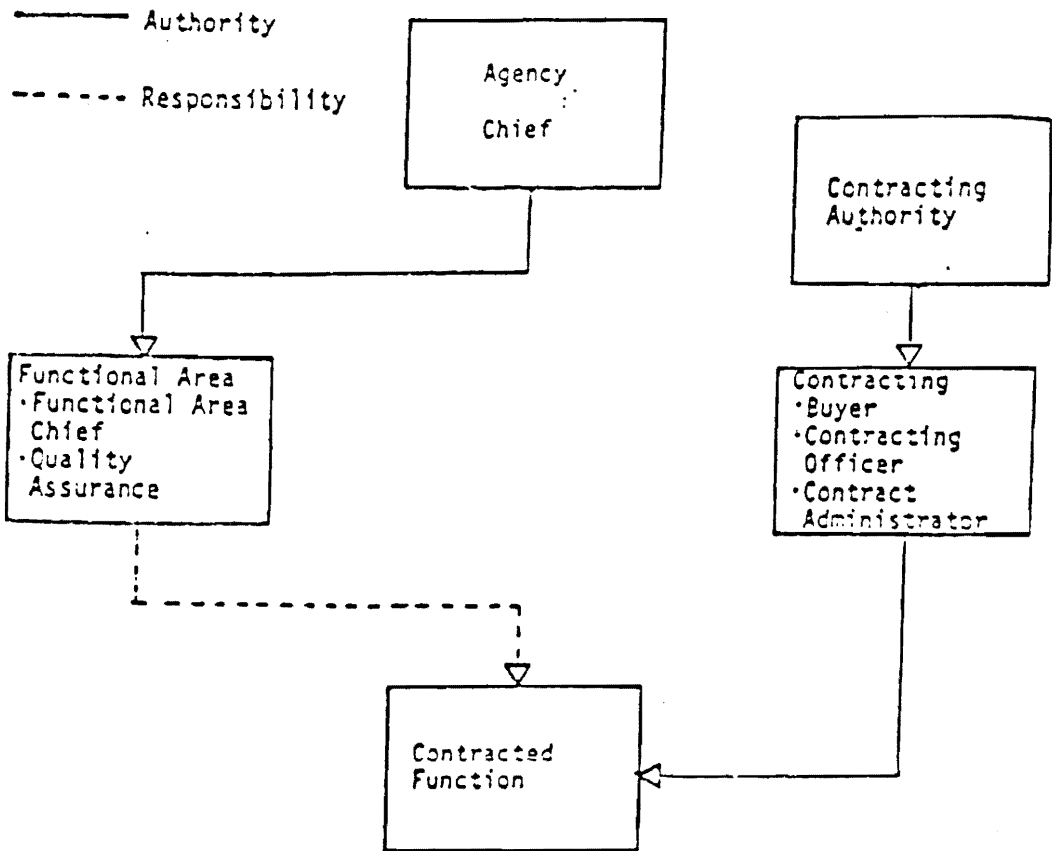 Authority
Responsibility
Agency
Chief
Contracting
Authority
Functional Area
·Functional Area
Chief
·Quality
Assurance
Contracting
·Buyer
·Contracting
Officer
·Contract
Administrator
Contracted
Function